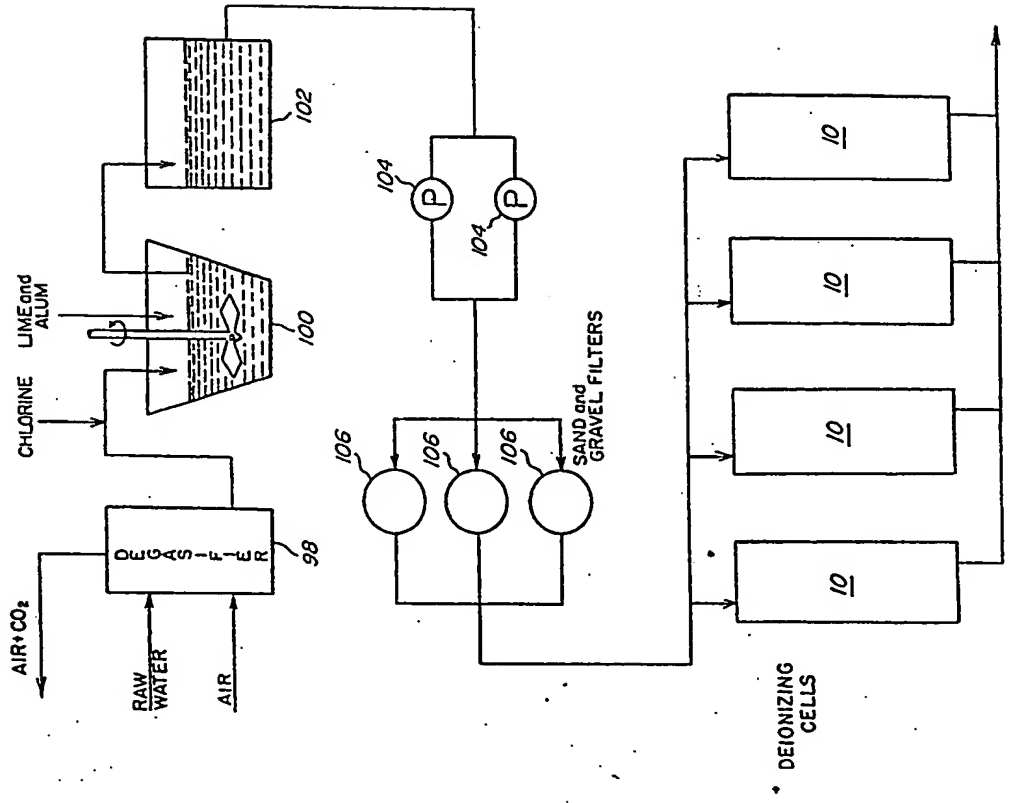 AIR+CO2
RAW
WATER
AIR
DEGASIFIER
98
CHLORINE
LIME and
ALUM
100
102
104
P
104
P
106
106
106
SAND and
GRAVEL FILTERS
DEIONIZING
CELLS
10
10
10
10